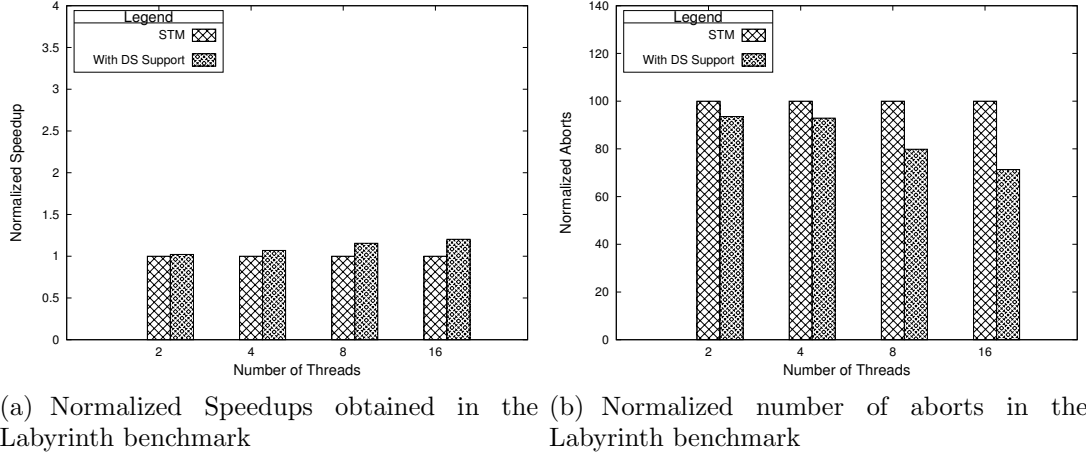 4
3.5
3
2.5
2
1.5
1
0.5
0
Normalized Speedup
Legend
STM
With DS Support
2 4 8 16
Number of Threads
140
120
100
80
60
40
20
0
Normalized Aborts
Legend
STM
With DS Support
2 4 8 16
Number of Threads
(a) Normalized Speedups obtained in the
Labyrinth benchmark
(b) Normalized number of aborts in the
Labyrinth benchmark